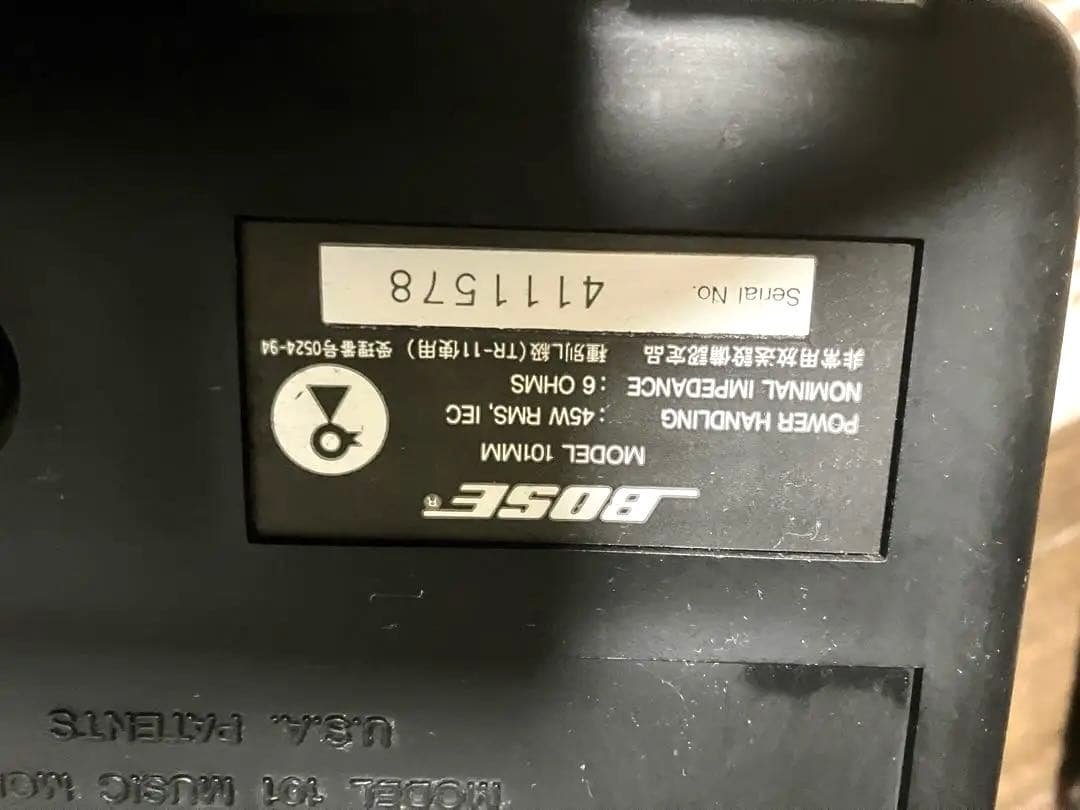 BOSE®
MODEL 101MM
POWER HANDLING :45W RMS, IEC
NOMINAL IMPEDANCE :6 OHMS
非常用放送設備認定品 種別L級(TR-11使用) 受理番号0524-94
Serial No. 4111578
MODEL 101 MUSIC MO
U.S.A. PATENTS